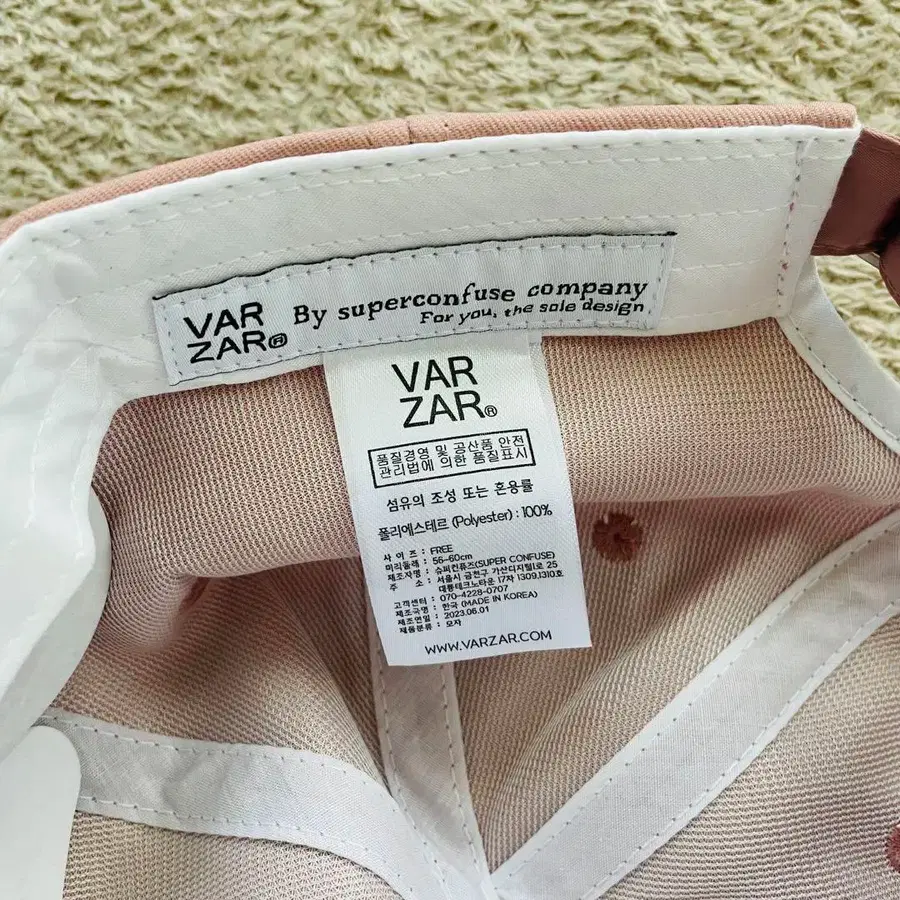 VAR
ZAR®
By superconfuse company
For you, the sole design
VAR
ZAR®
품질경영 및 공산품 안전
관리법에 의한 품질표시
섬유의 조성 또는 혼용률
폴리에스테르 (Polyester) : 100%
사이즈 : FREE
머리둘레 : 56-60cm
제조자명 : 슈퍼컨퓨즈(SUPER CONFUSE)
주 소 : 서울시 금천구 가산디지털1로 25
대륭테크노타운 17차 1309,1310호
고객센터 : 070-4228-0707
제조국명 : 한국 (MADE IN KOREA)
제조연월 : 2023.06.01
제품분류 : 모자
WWW.VARZAR.COM